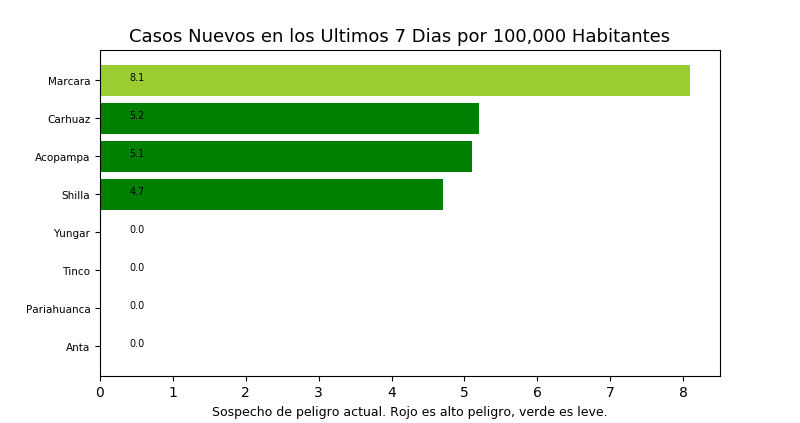 Casos Nuevos en los Ultimos 7 Dias por 100,000 Habitantes
Marcara 8.1
Carhuaz 5.2
Acopampa 5.1
Shilla 4.7
Yungar 0.0
Tinco 0.0
Pariahuanca 0.0
Anta 0.0
0 1 2 3 4 5 6 7 8
Sospecho de peligro actual. Rojo es alto peligro, verde es leve.